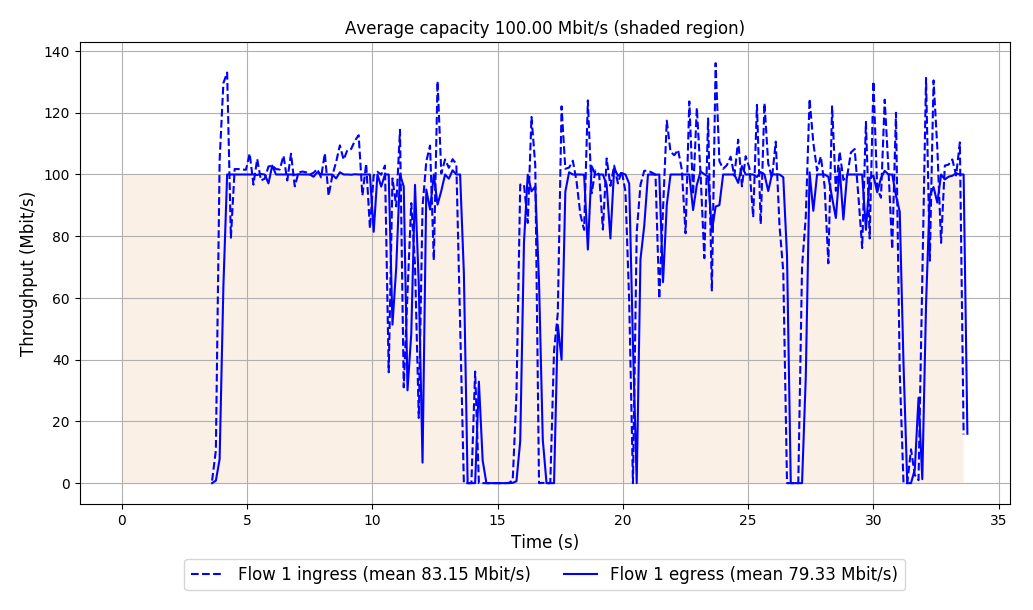 Average capacity 100.00 Mbit/s (shaded region)
140
120
100
80
60
40
20
0
Throughput (Mbit/s)
0 5 10 15 20 25 30 35
Time (s)
Flow 1 ingress (mean 83.15 Mbit/s) Flow 1 egress (mean 79.33 Mbit/s)